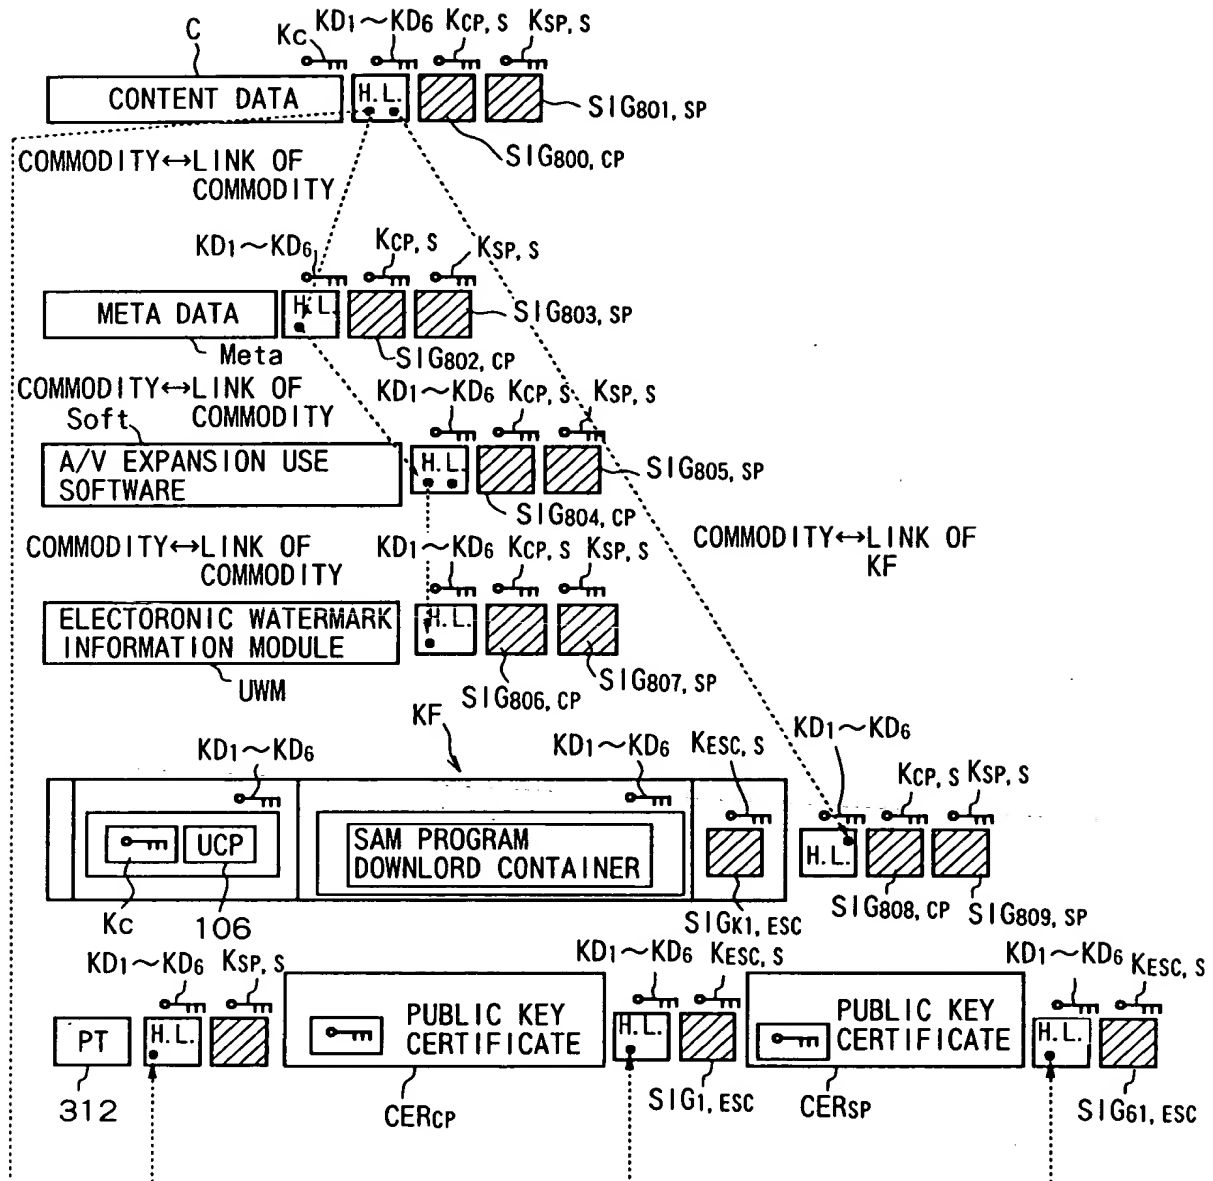 C
Kc
KD1~KD6 KCP, S KSP, S
CONTENT DATA
H.L.
SIG801, SP
SIG800, CP
COMMODITY↔LINK OF
COMMODITY
KD1~KD6 KCP, S KSP, S
META DATA
H.L.
SIG803, SP
Meta
SIG802, CP
COMMODITY↔LINK OF
COMMODITY
Soft
KD1~KD6 KCP, S KSP, S
A/V EXPANSION USE
SOFTWARE
H.L.
SIG805, SP
SIG804, CP
COMMODITY↔LINK OF
KF
COMMODITY↔LINK OF
COMMODITY
KD1~KD6 KCP, S KSP, S
ELECTORONIC WATERMARK
INFORMATION MODULE
H.L.
UWM
SIG806, CP
SIG807, SP
KF
KD1~KD6
KD1~KD6
KESC, S
KD1~KD6
KCP, S KSP, S
UCP
SAM PROGRAM
DOWNLORD CONTAINER
H.L.
Kc
106
SIGK1, ESC
SIG808, CP
SIG809, SP
KD1~KD6 KSP, S
KD1~KD6 KESC, S
KD1~KD6 KESC, S
PT
H.L.
PUBLIC KEY
CERTIFICATE
H.L.
PUBLIC KEY
CERTIFICATE
H.L.
312
CERCP
SIG1, ESC
CERSP
SIG61, ESC